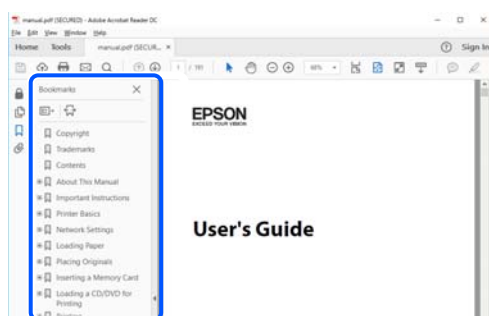 manual.pdf (SECURED) - Adobe Acrobat Reader DC
File Edit View Window Help
Home Tools manual.pdf (SECUR... × Sign In
Bookmarks
EPSON
EXCEED YOUR VISION
Copyright
Trademarks
Contents
About This Manual
Important Instructions
Printer Basics
Network Settings
User's Guide
Loading Paper
Placing Originals
Inserting a Memory Card
Loading a CD/DVD for
Printing